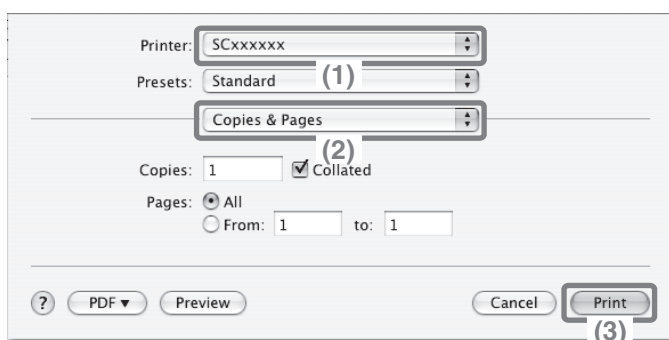 Printer: SCxxxxxx
(1)
Presets: Standard
Copies & Pages
(2)
Copies: 1 Collated
Pages: All
From: 1 to: 1
? PDF▼ Preview Cancel Print
(3)